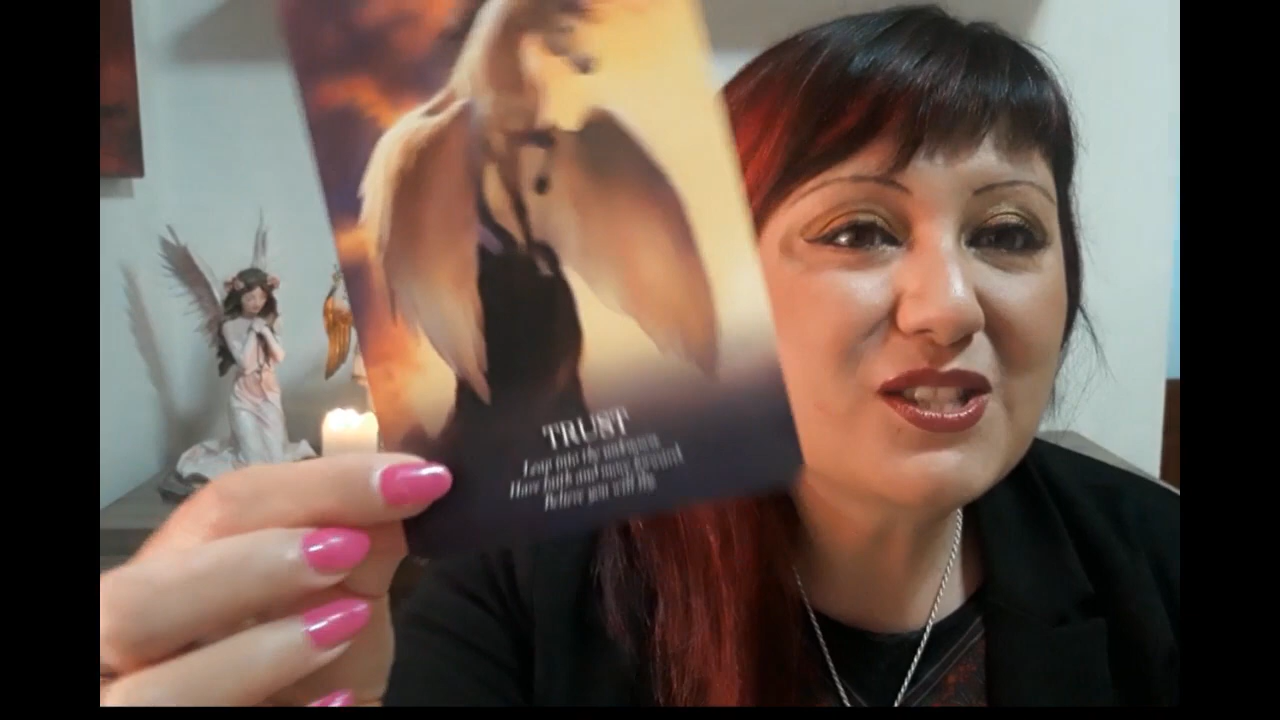 TRUST
Leap into the unknown
Have faith and move forward
Believe you will fly